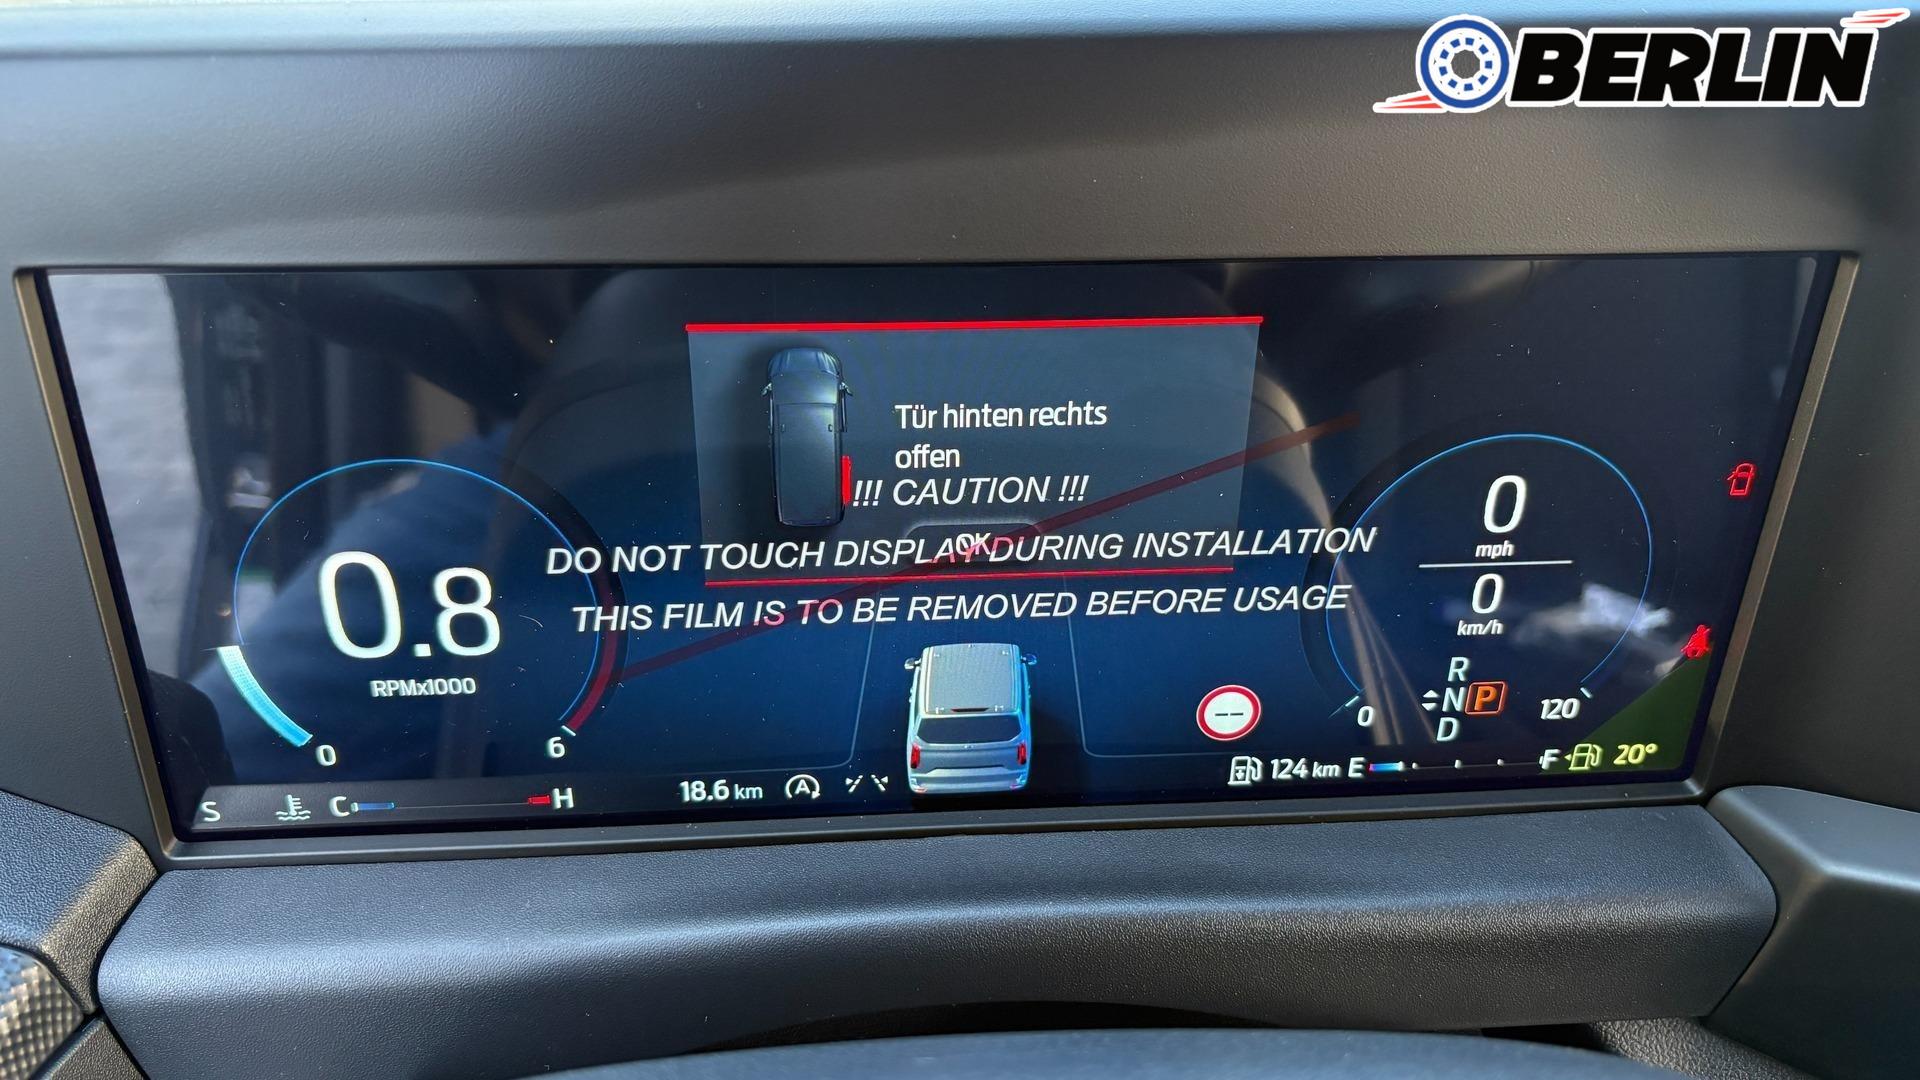 BERLIN
Tür hinten rechts
offen
!!! CAUTION !!!
OK
DO NOT TOUCH DISPLAY DURING INSTALLATION
THIS FILM IS TO BE REMOVED BEFORE USAGE
0.8
RPMx1000
0
6
0
mph
0
km/h
R
N P
D
0
120
--
S
C H
18.6 km
A
124 km E F 20°